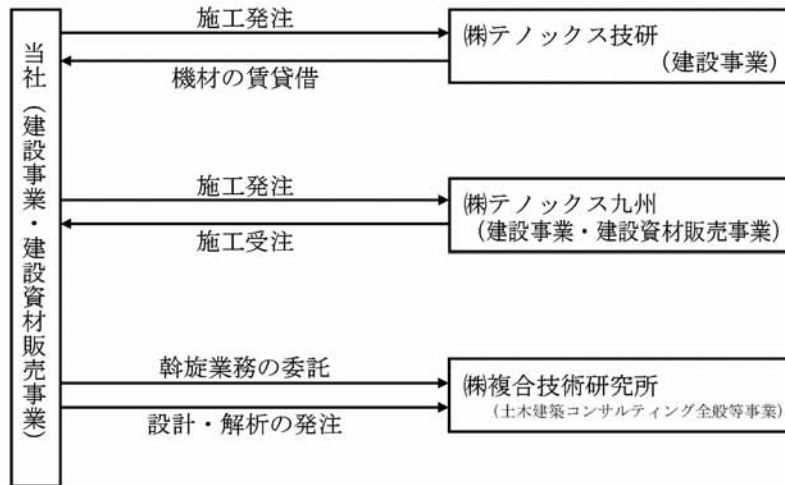 当社（建設事業・建設資材販売事業）
施工発注
機材の賃貸借
㈱テノックス技研
（建設事業）
施工発注
施工受注
㈱テノックス九州
（建設事業・建設資材販売事業）
斡旋業務の委託
設計・解析の発注
㈱複合技術研究所
（土木建築コンサルティング全般等事業）